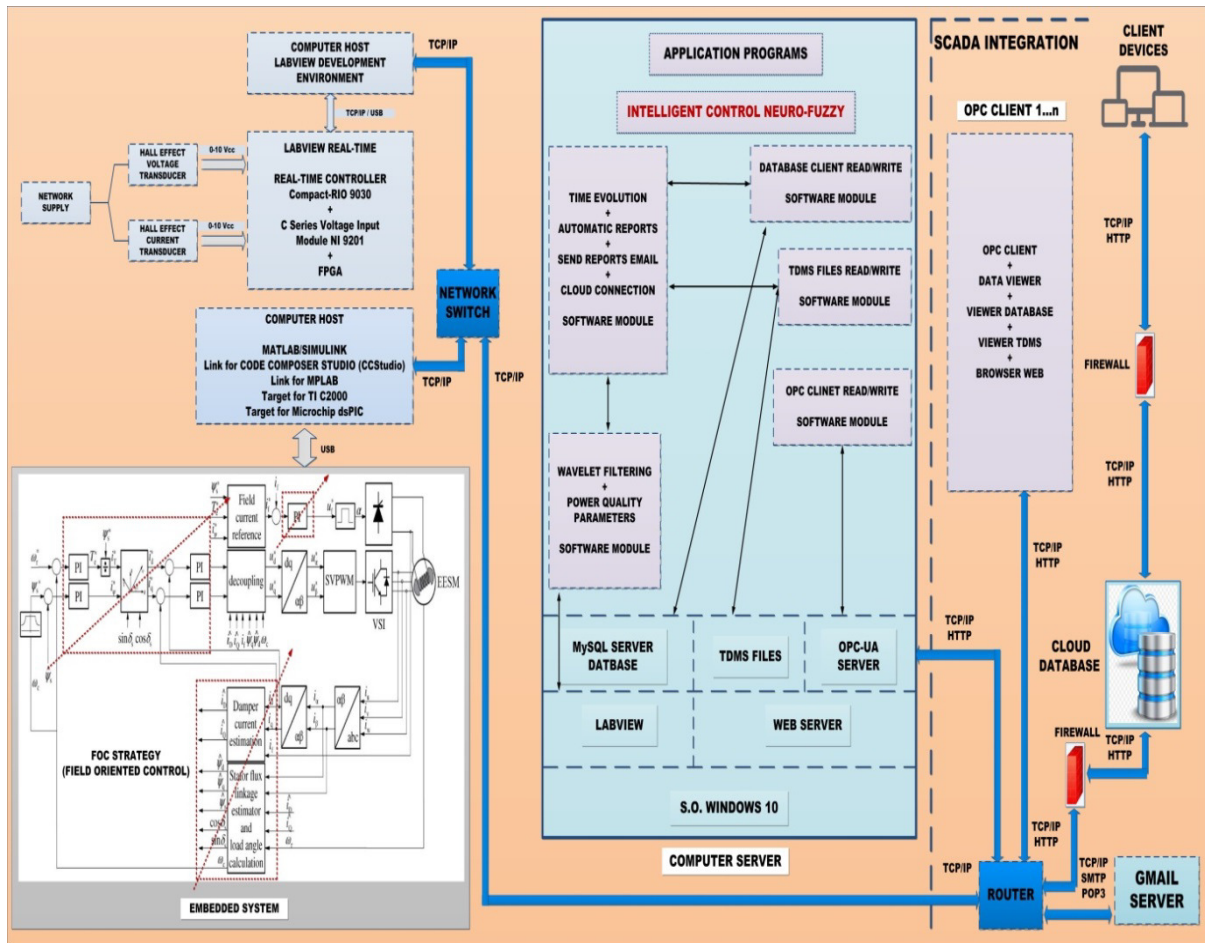 COMPUTER HOST
LABVIEW DEVELOPMENT
ENVIRONMENT
TCP/IP
TCP/IP / USB
NETWORK
SUPPLY
HALL EFFECT
VOLTAGE
TRANSDUCER
0-10 Vcc
HALL EFFECT
CURRENT
TRANSDUCER
0-10 Vcc
LABVIEW REAL-TIME
REAL-TIME CONTROLLER
Compact-RIO 9030
+
C Series Voltage Input
Module NI 9201
+
FPGA
NETWORK
SWITCH
COMPUTER HOST
MATLAB/SIMULINK
Link for CODE COMPOSER STUDIO (CCStudio)
Link for MPLAB
Target for TI C2000
Target for Microchip dsPIC
TCP/IP
TCP/IP
USB
Field
current
reference
PI
α
PI
PI
PI
PI
decoupling
dq
αβ
SVPWM
VSI
EESM
Damper
current
estimation
dq
αβ
αβ
abc
Stator flux
linkage
estimator
and
load angle
calculation
FOC STRATEGY
(FIELD ORIENTED CONTROL)
EMBEDDED SYSTEM
APPLICATION PROGRAMS
INTELLIGENT CONTROL NEURO-FUZZY
TIME EVOLUTION
+
AUTOMATIC REPORTS
+
SEND REPORTS EMAIL
+
CLOUD CONNECTION
SOFTWARE MODULE
DATABASE CLIENT READ/WRITE
SOFTWARE MODULE
TDMS FILES READ/WRITE
SOFTWARE MODULE
OPC CLINET READ/WRITE
SOFTWARE MODULE
WAVELET FILTERING
+
POWER QUALITY
PARAMETERS
SOFTWARE MODULE
MySQL SERVER
DATBASE
TDMS FILES
OPC-UA
SERVER
LABVIEW
WEB SERVER
S.O. WINDOWS 10
COMPUTER SERVER
TCP/IP
HTTP
SCADA INTEGRATION
OPC CLIENT 1...n
OPC CLIENT
+
DATA VIEWER
+
VIEWER DATABASE
+
VIEWER TDMS
+
BROWSER WEB
TCP/IP
HTTP
TCP/IP
HTTP
CLIENT
DEVICES
TCP/IP
HTTP
FIREWALL
TCP/IP
HTTP
CLOUD
DATABASE
FIREWALL
TCP/IP
HTTP
TCP/IP
SMTP
POP3
TCP/IP
ROUTER
GMAIL
SERVER